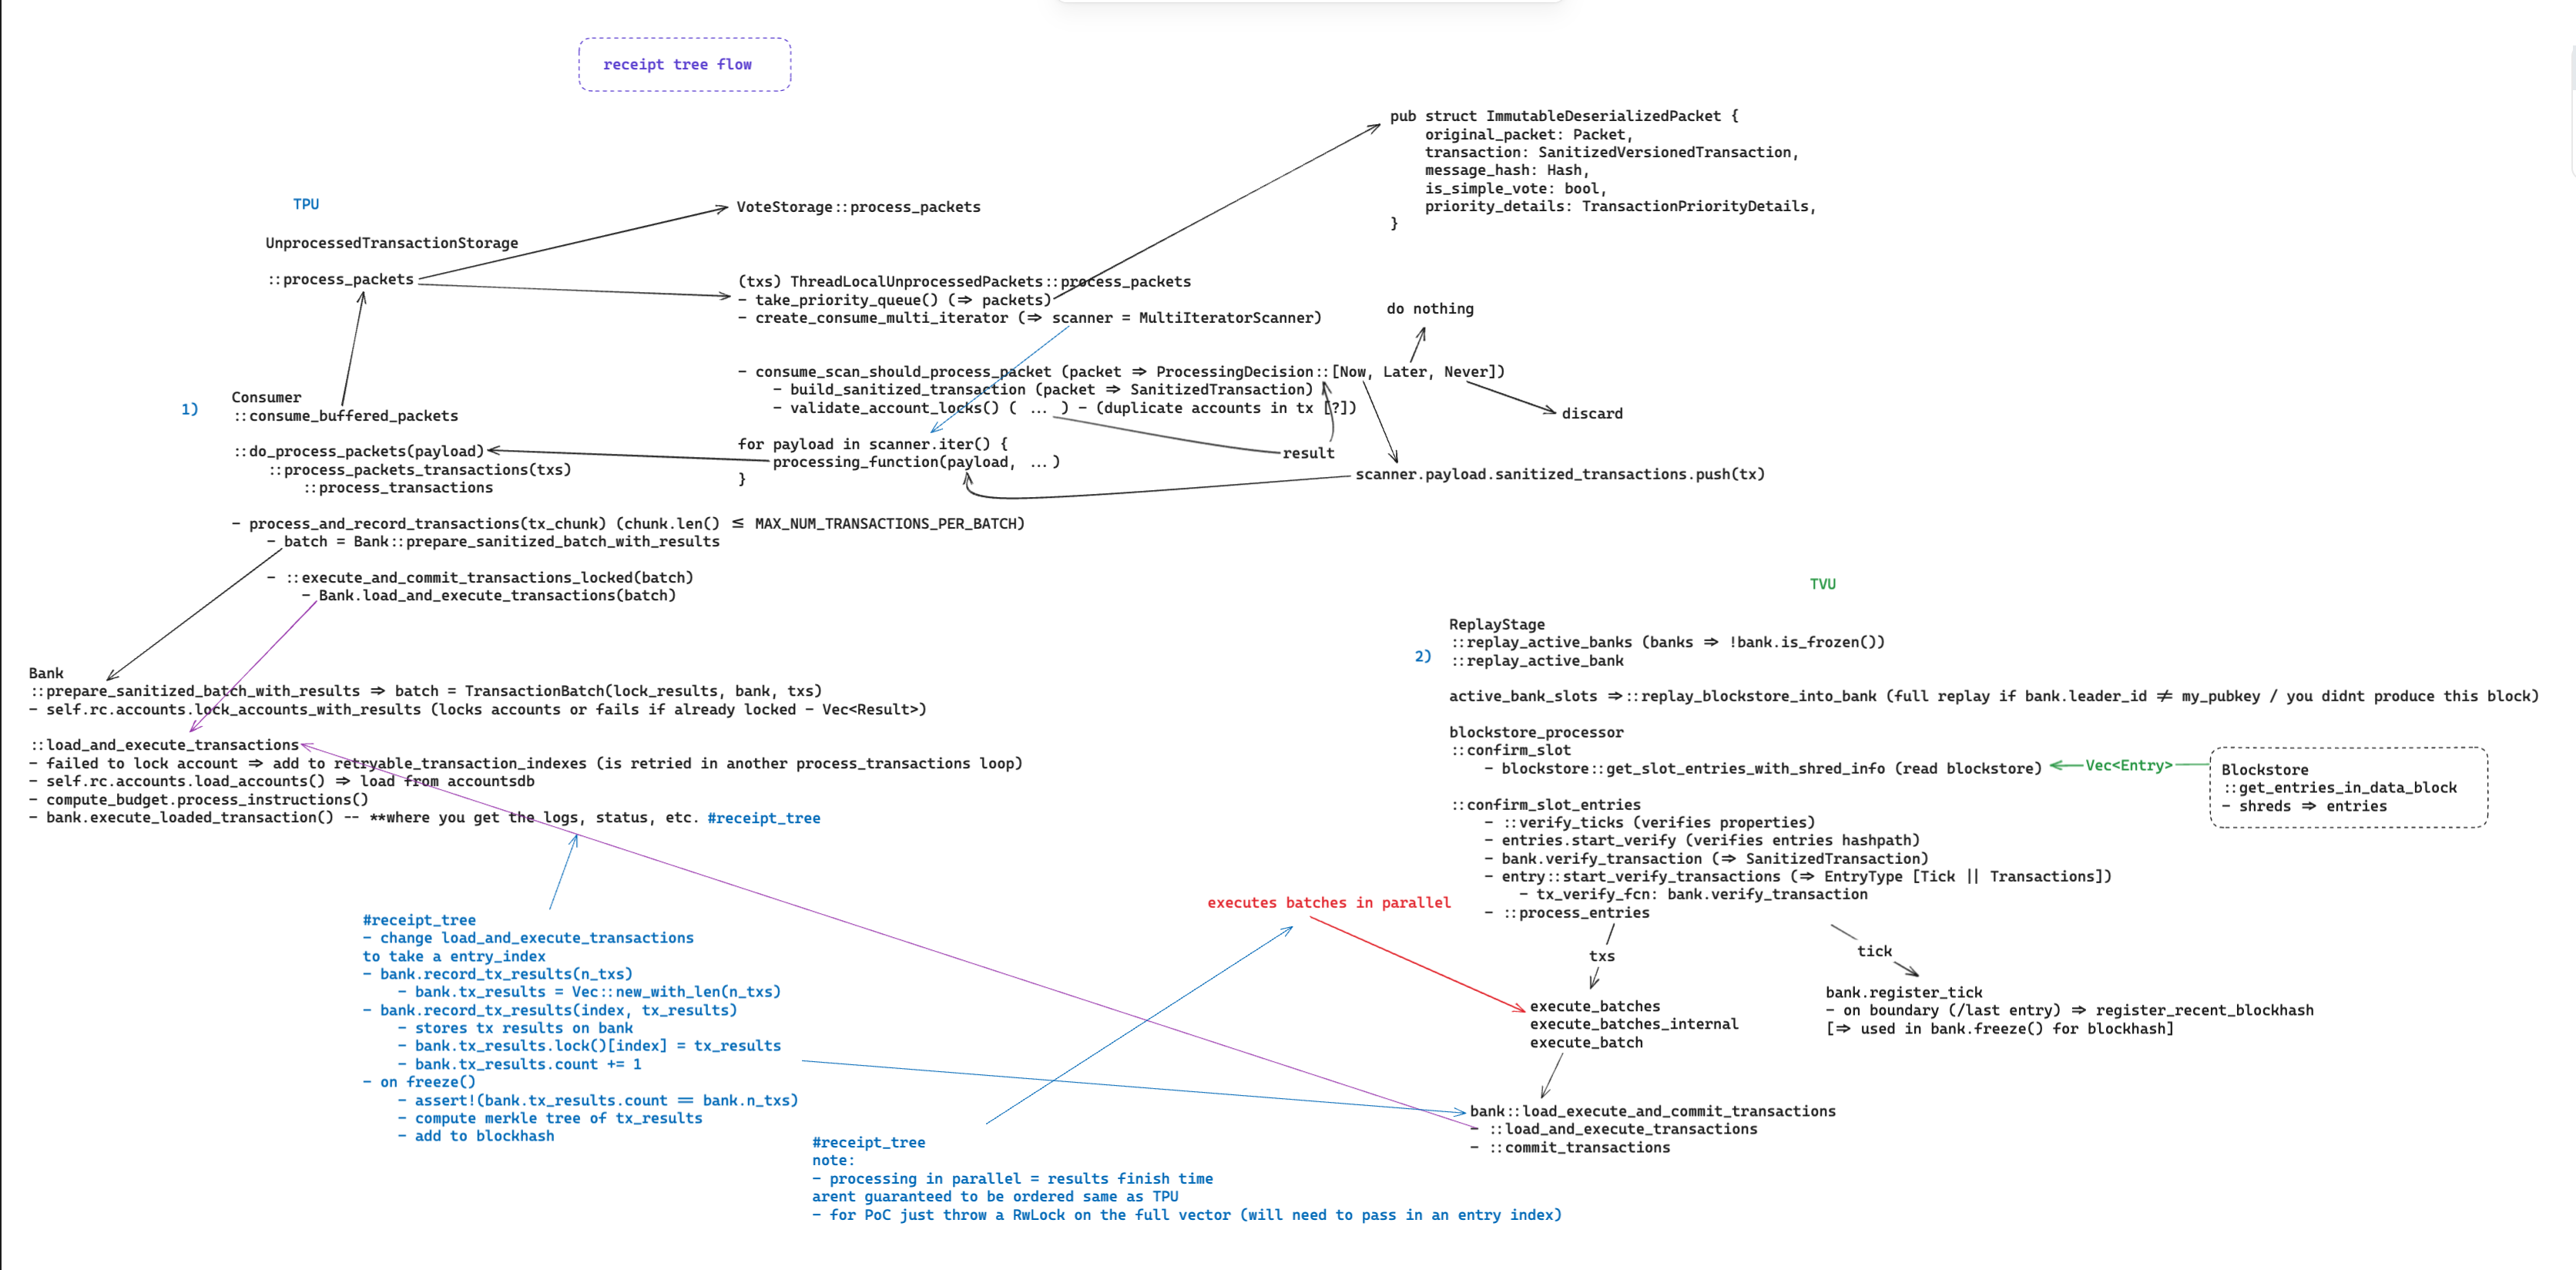 receipt tree flow
pub struct ImmutableDeserializedPacket {
original_packet: Packet,
transaction: SanitizedVersionedTransaction,
message_hash: Hash,
is_simple_vote: bool,
priority_details: TransactionPriorityDetails,
}
TPU
UnprocessedTransactionStorage
::process_packets
VoteStorage::process_packets
(txs) ThreadLocalUnprocessedPackets::process_packets
- take_priority_queue() (=> packets)
- create_consume_multi_iterator (=> scanner = MultiIteratorScanner)
do nothing
- consume_scan_should_process_packet (packet => ProcessingDecision::[Now, Later, Never])
- build_sanitized_transaction (packet => SanitizedTransaction)
- validate_account_locks() ( ... ) - (duplicate accounts in tx [?])
discard
result
scanner.payload.sanitized_transactions.push(tx)
for payload in scanner.iter() {
processing_function(payload, ...)
}
1)
Consumer
::consume_buffered_packets
::do_process_packets(payload)
::process_packets_transactions(txs)
::process_transactions
- process_and_record_transactions(tx_chunk) (chunk.len() ≤ MAX_NUM_TRANSACTIONS_PER_BATCH)
- batch = Bank::prepare_sanitized_batch_with_results
- ::execute_and_commit_transactions_locked(batch)
- Bank.load_and_execute_transactions(batch)
Bank
::prepare_sanitized_batch_with_results => batch = TransactionBatch(lock_results, bank, txs)
- self.rc.accounts.lock_accounts_with_results (locks accounts or fails if already locked - Vec<Result>)
::load_and_execute_transactions
- failed to lock account => add to retryable_transaction_indexes (is retried in another process_transactions loop)
- self.rc.accounts.load_accounts() => load from accountsdb
- compute_budget.process_instructions()
- bank.execute_loaded_transaction() -- **where you get the logs, status, etc. #receipt_tree
#receipt_tree
- change load_and_execute_transactions
to take a entry_index
- bank.record_tx_results(n_txs)
- bank.tx_results = Vec::new_with_len(n_txs)
- bank.record_tx_results(index, tx_results)
- stores tx results on bank
- bank.tx_results.lock()[index] = tx_results
- bank.tx_results.count += 1
- on freeze()
- assert!(bank.tx_results.count == bank.n_txs)
- compute merkle tree of tx_results
- add to blockhash
#receipt_tree
note:
- processing in parallel = results finish time
arent guaranteed to be ordered same as TPU
- for PoC just throw a RwLock on the full vector (will need to pass in an entry index)
TVU
2)
ReplayStage
::replay_active_banks (banks => !bank.is_frozen())
::replay_active_bank
active_bank_slots =>::replay_blockstore_into_bank (full replay if bank.leader_id ≠ my_pubkey / you didnt produce this block)
blockstore_processor
::confirm_slot
- blockstore::get_slot_entries_with_shred_info (read blockstore)
Vec<Entry>
Blockstore
::get_entries_in_data_block
- shreds => entries
::confirm_slot_entries
- ::verify_ticks (verifies properties)
- entries.start_verify (verifies entries hashpath)
- bank.verify_transaction (=> SanitizedTransaction)
- entry::start_verify_transactions (=> EntryType [Tick || Transactions])
- tx_verify_fcn: bank.verify_transaction
- ::process_entries
executes batches in parallel
txs
tick
execute_batches
execute_batches_internal
execute_batch
bank.register_tick
- on boundary (/last entry) => register_recent_blockhash
[=> used in bank.freeze() for blockhash]
bank::load_execute_and_commit_transactions
- ::load_and_execute_transactions
- ::commit_transactions